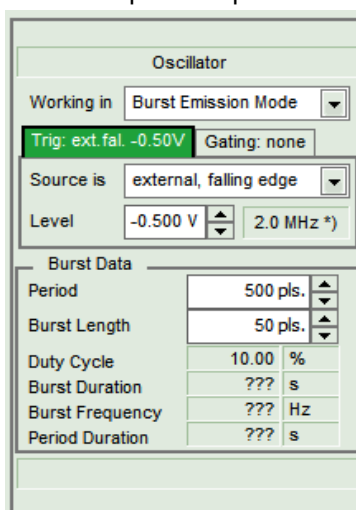 Oscillator
Working in Burst Emission Mode
Trig: ext.fal. -0.50V Gating: none
Source is external, falling edge
Level -0.500 V 2.0 MHz *)
Burst Data
Period 500 pls.
Burst Length 50 pls.
Duty Cycle 10.00 %
Burst Duration ??? s
Burst Frequency ??? Hz
Period Duration ??? s